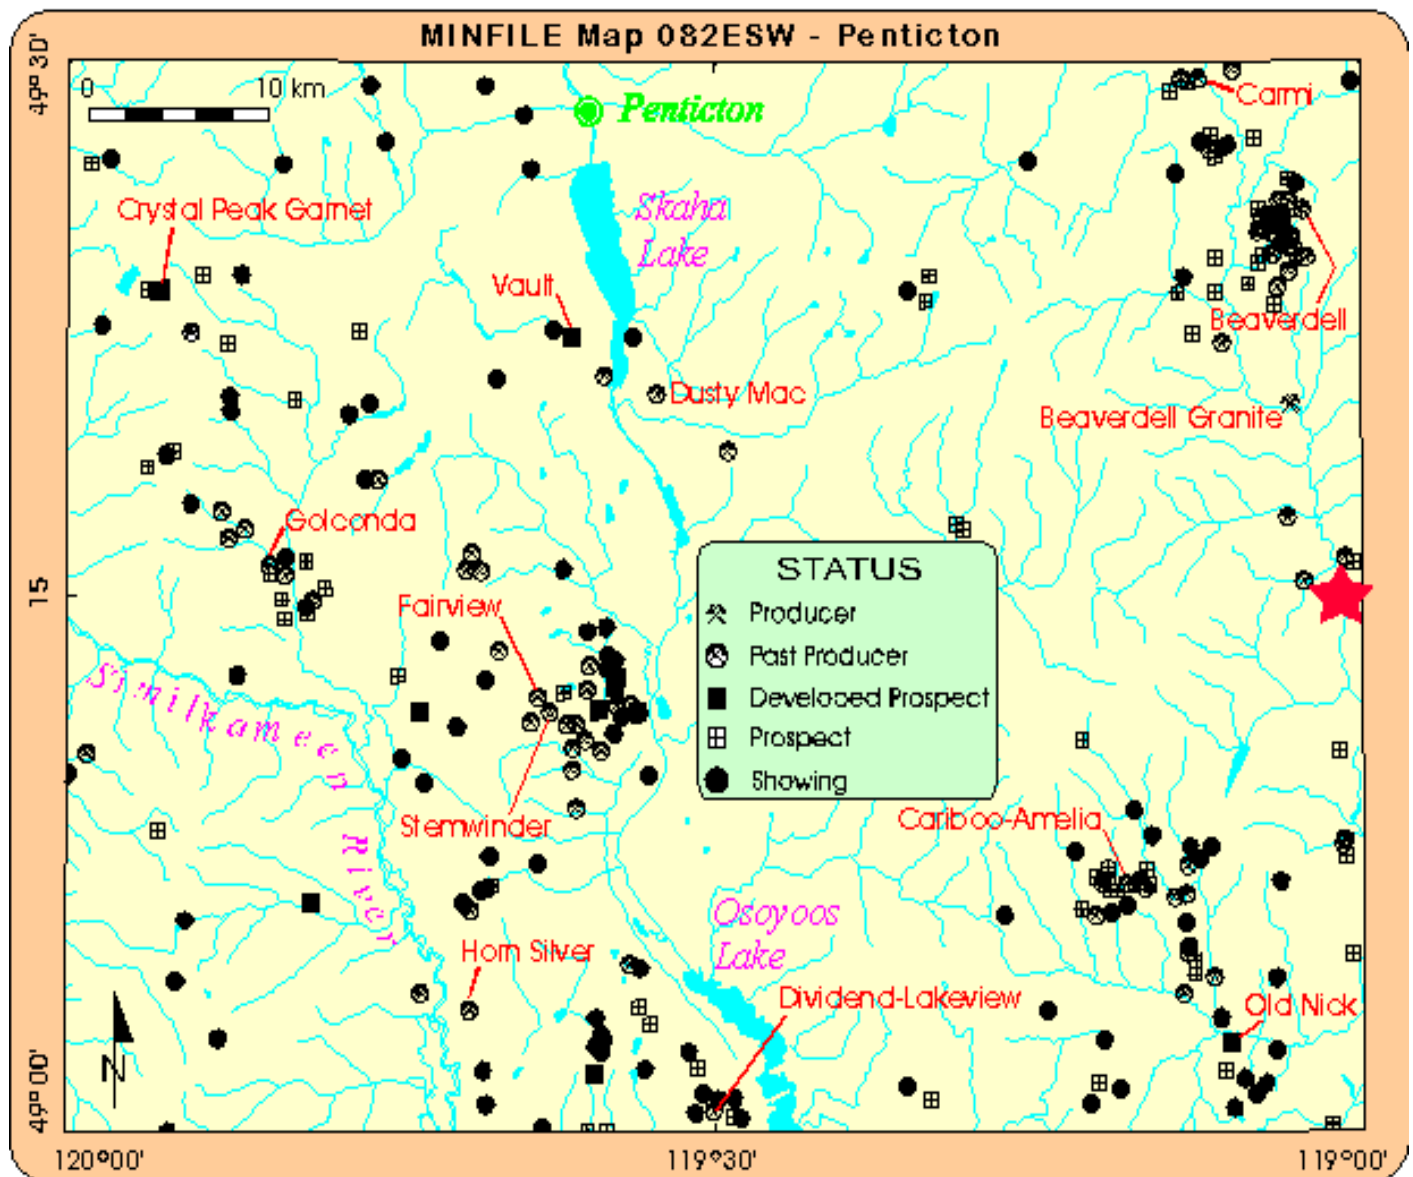 MINFILE Map 082ESW - Penticton
49° 30'
0 10 km
Penticton
Carmi
Crystal Peak Garnet
Skaha
Lake
Vault
Beaverdell
Dusty Mac
Beaverdell Granite
Golconda
15
STATUS
Producer
Past Producer
Developed Prospect
Prospect
Showing
Fairview
Similkameen
River
Stemwinder
Cariboo-Amelia
Osoyoos
Lake
Horn Silver
Dividend-Lakeview
Old Nick
N
49° 00'
120°00'
119°30'
119°00'